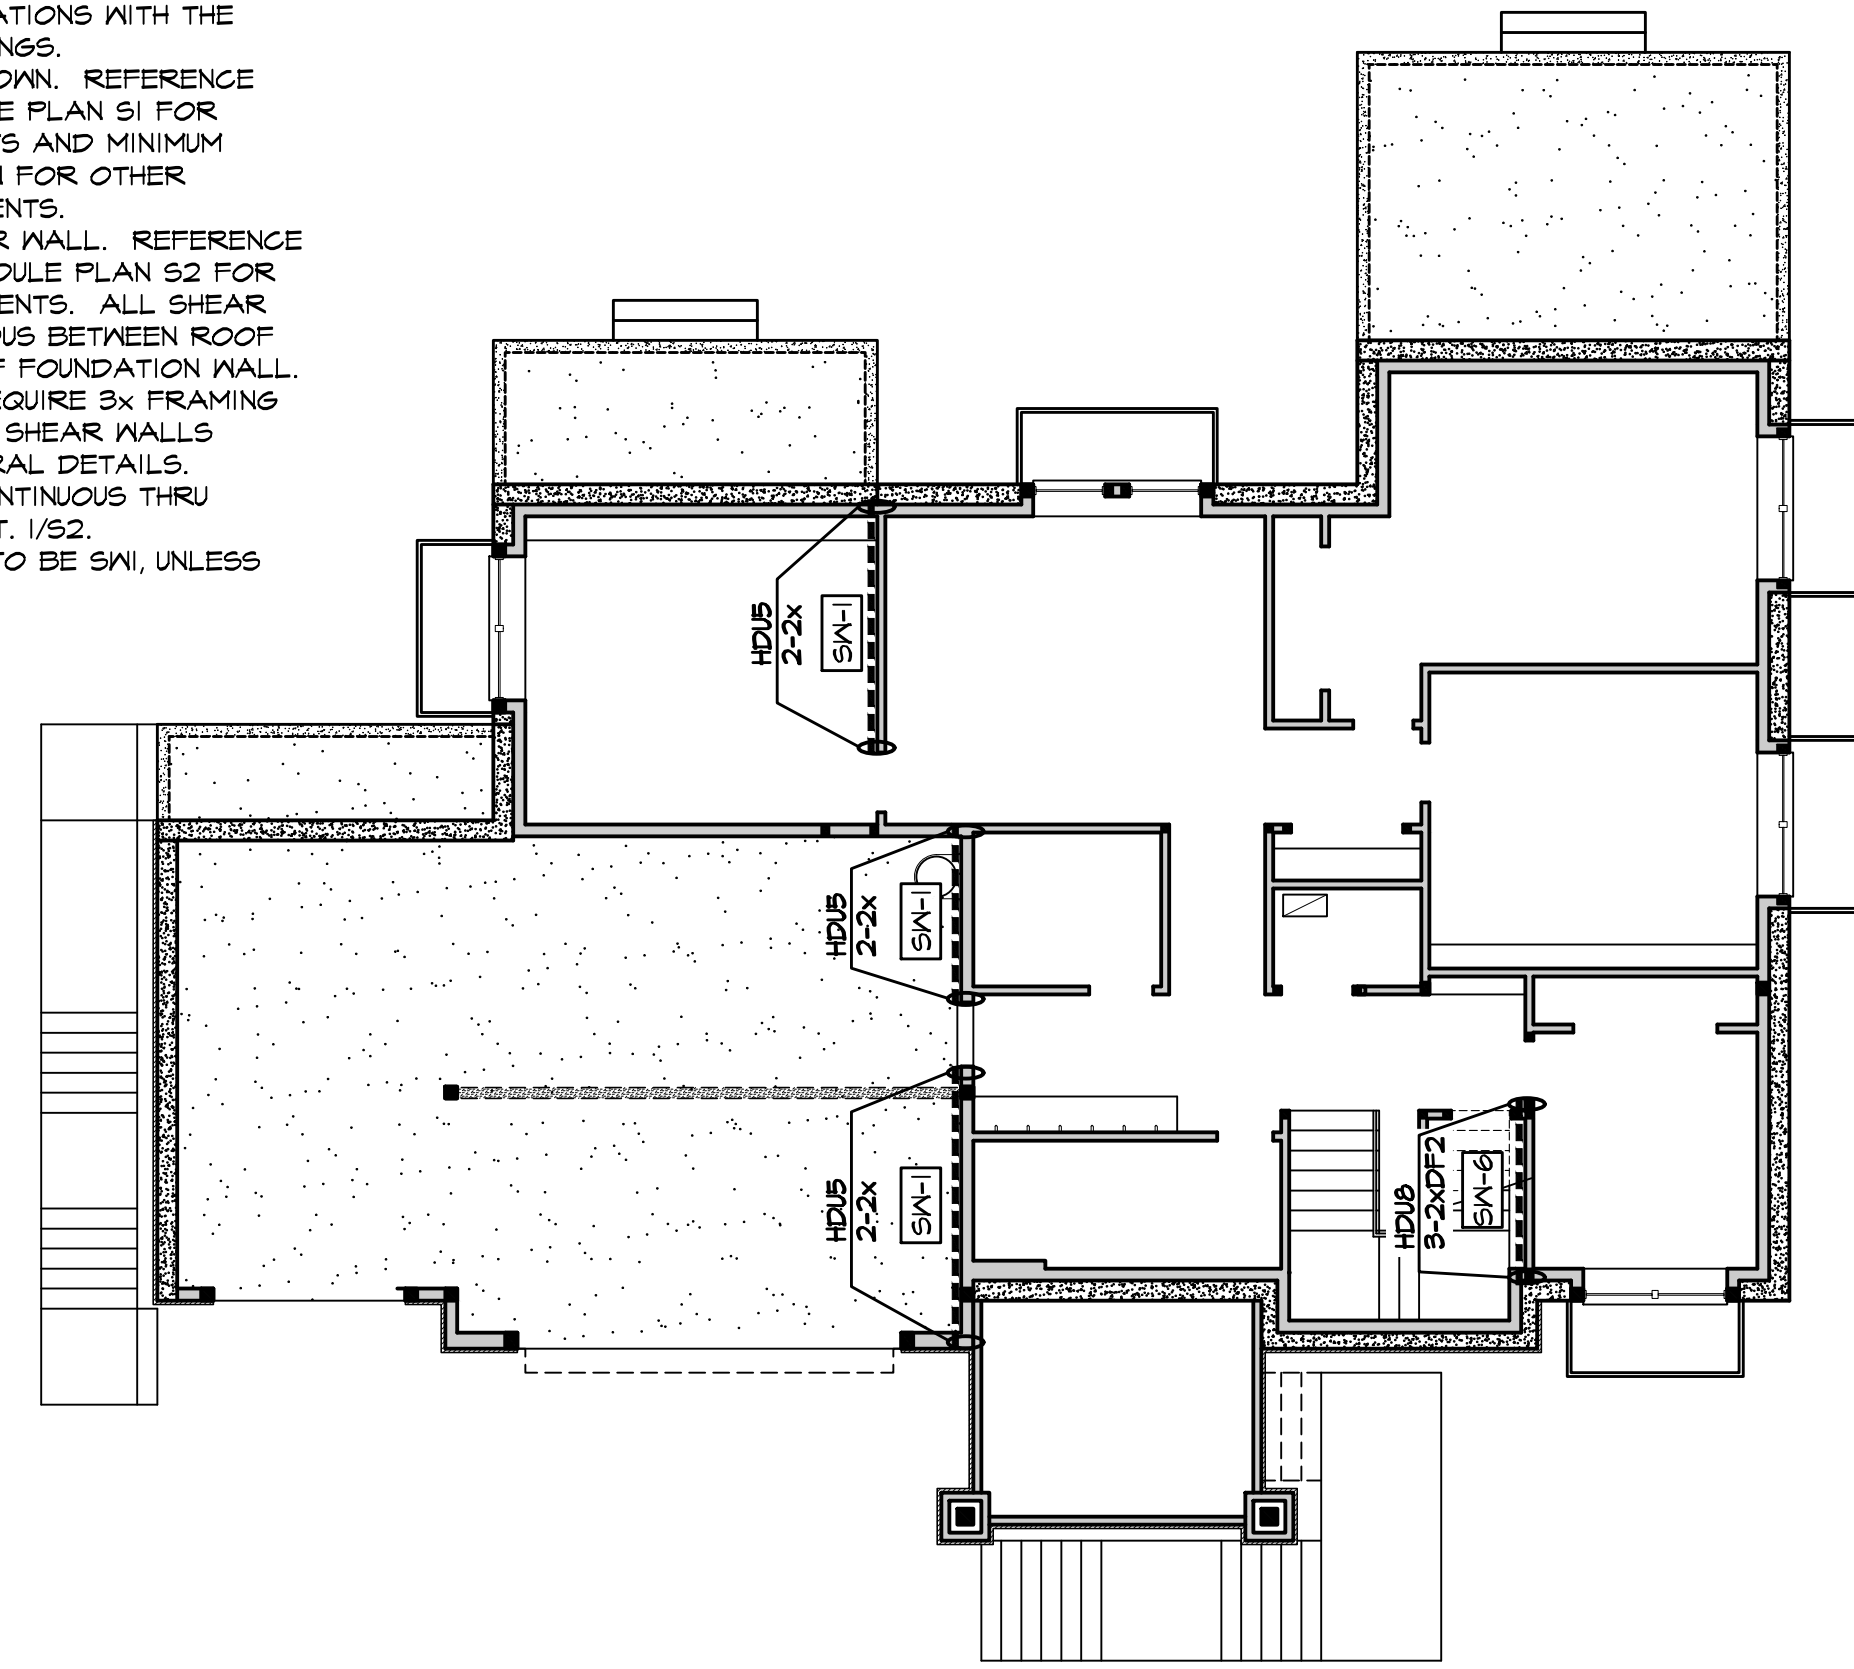 ATIONS WITH THE
NGS.
OWN. REFERENCE
E PLAN S1 FOR
TS AND MINIMUM
N FOR OTHER
ENTS.
R WALL. REFERENCE
DULE PLAN S2 FOR
ENTS. ALL SHEAR
OUS BETWEEN ROOF
F FOUNDATION WALL.
EQUIRE 3x FRAMING
SHEAR WALLS
RAL DETAILS.
NTINUOUS THRU
T. 1/S2.
TO BE SW1, UNLESS
HDU5
2-2x
SW-1
HDU5
2-2x
SW-1
HDU5
2-2x
SW-1
HDU8
3-2xDF2
SW-6